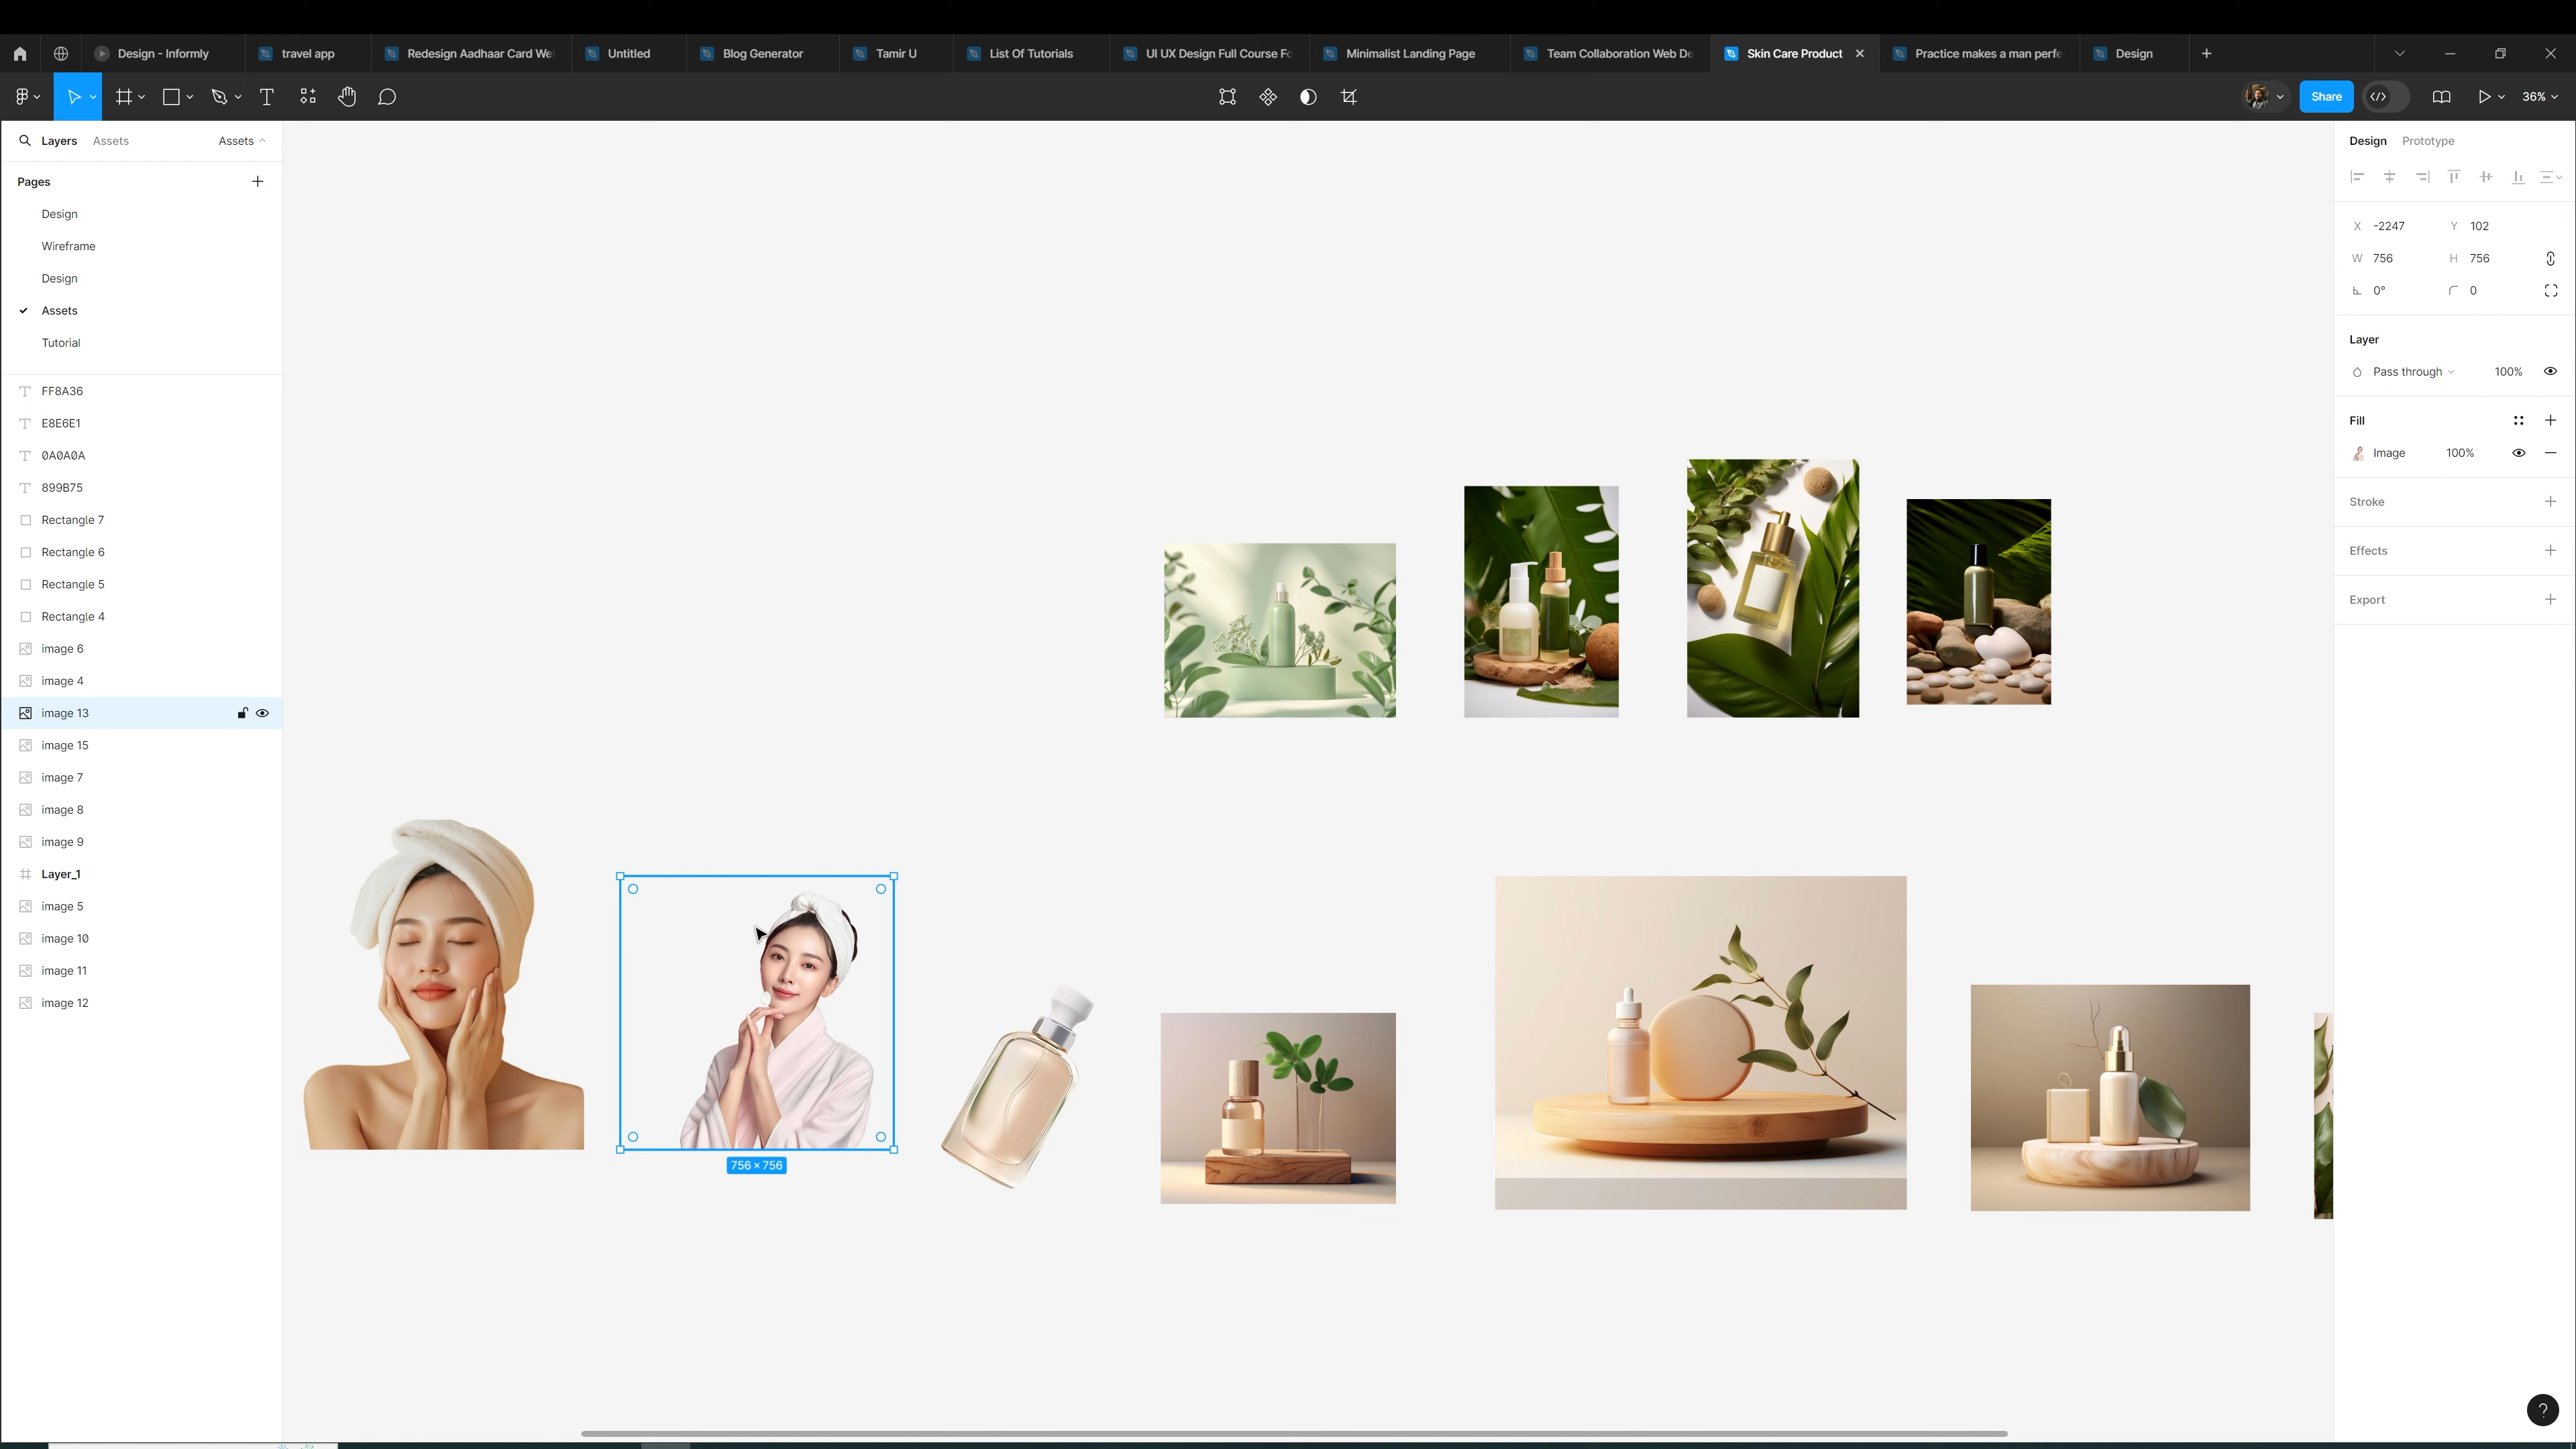 Design - Informly
travel app
Redesign Aadhaar Card We
Untitled
Blog Generator
Tamir U
List Of Tutorials
UI UX Design Full Course Fo
Minimalist Landing Page
Team Collaboration Web De
Skin Care Product
Practice makes a man perfe
Design
Share
36%
Layers
Assets
Assets
Pages
Design
Wireframe
Design
Assets
Tutorial
FF8A36
E8E6E1
0A0A0A
899B75
Rectangle 7
Rectangle 6
Rectangle 5
Rectangle 4
image 6
image 4
image 13
image 15
image 7
image 8
image 9
Layer_1
image 5
image 10
image 11
image 12
756 × 756
Design Prototype
X -2247 Y 102
W 756 H 756
0° 0
Layer
Pass through 100%
Fill
Image 100%
Stroke
Effects
Export
?